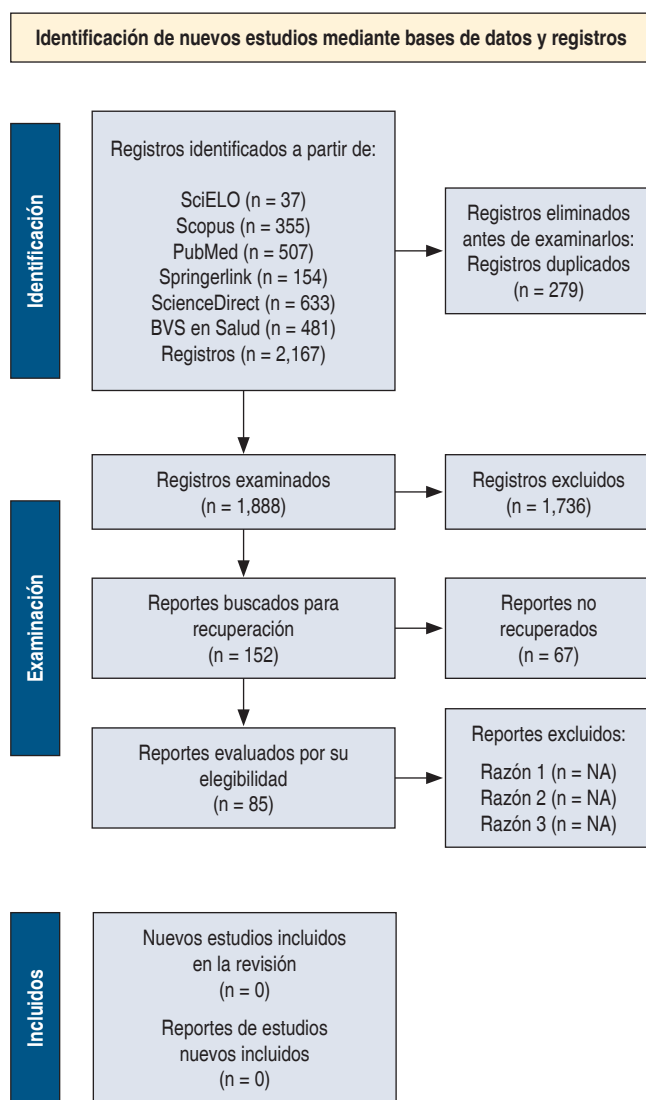 Identificación de nuevos estudios mediante bases de datos y registros
Identificación
Registros identificados a partir de:
SciELO (n = 37)
Scopus (n = 355)
PubMed (n = 507)
Springerlink (n = 154)
ScienceDirect (n = 633)
BVS en Salud (n = 481)
Registros (n = 2,167)
Registros eliminados
antes de examinarlos:
Registros duplicados
(n = 279)
Examinación
Registros examinados
(n = 1,888)
Registros excluidos
(n = 1,736)
Reportes buscados para
recuperación
(n = 152)
Reportes no
recuperados
(n = 67)
Reportes evaluados por su
elegibilidad
(n = 85)
Reportes excluidos:
Razón 1 (n = NA)
Razón 2 (n = NA)
Razón 3 (n = NA)
Incluidos
Nuevos estudios incluidos
en la revisión
(n = 0)
Reportes de estudios
nuevos incluidos
(n = 0)